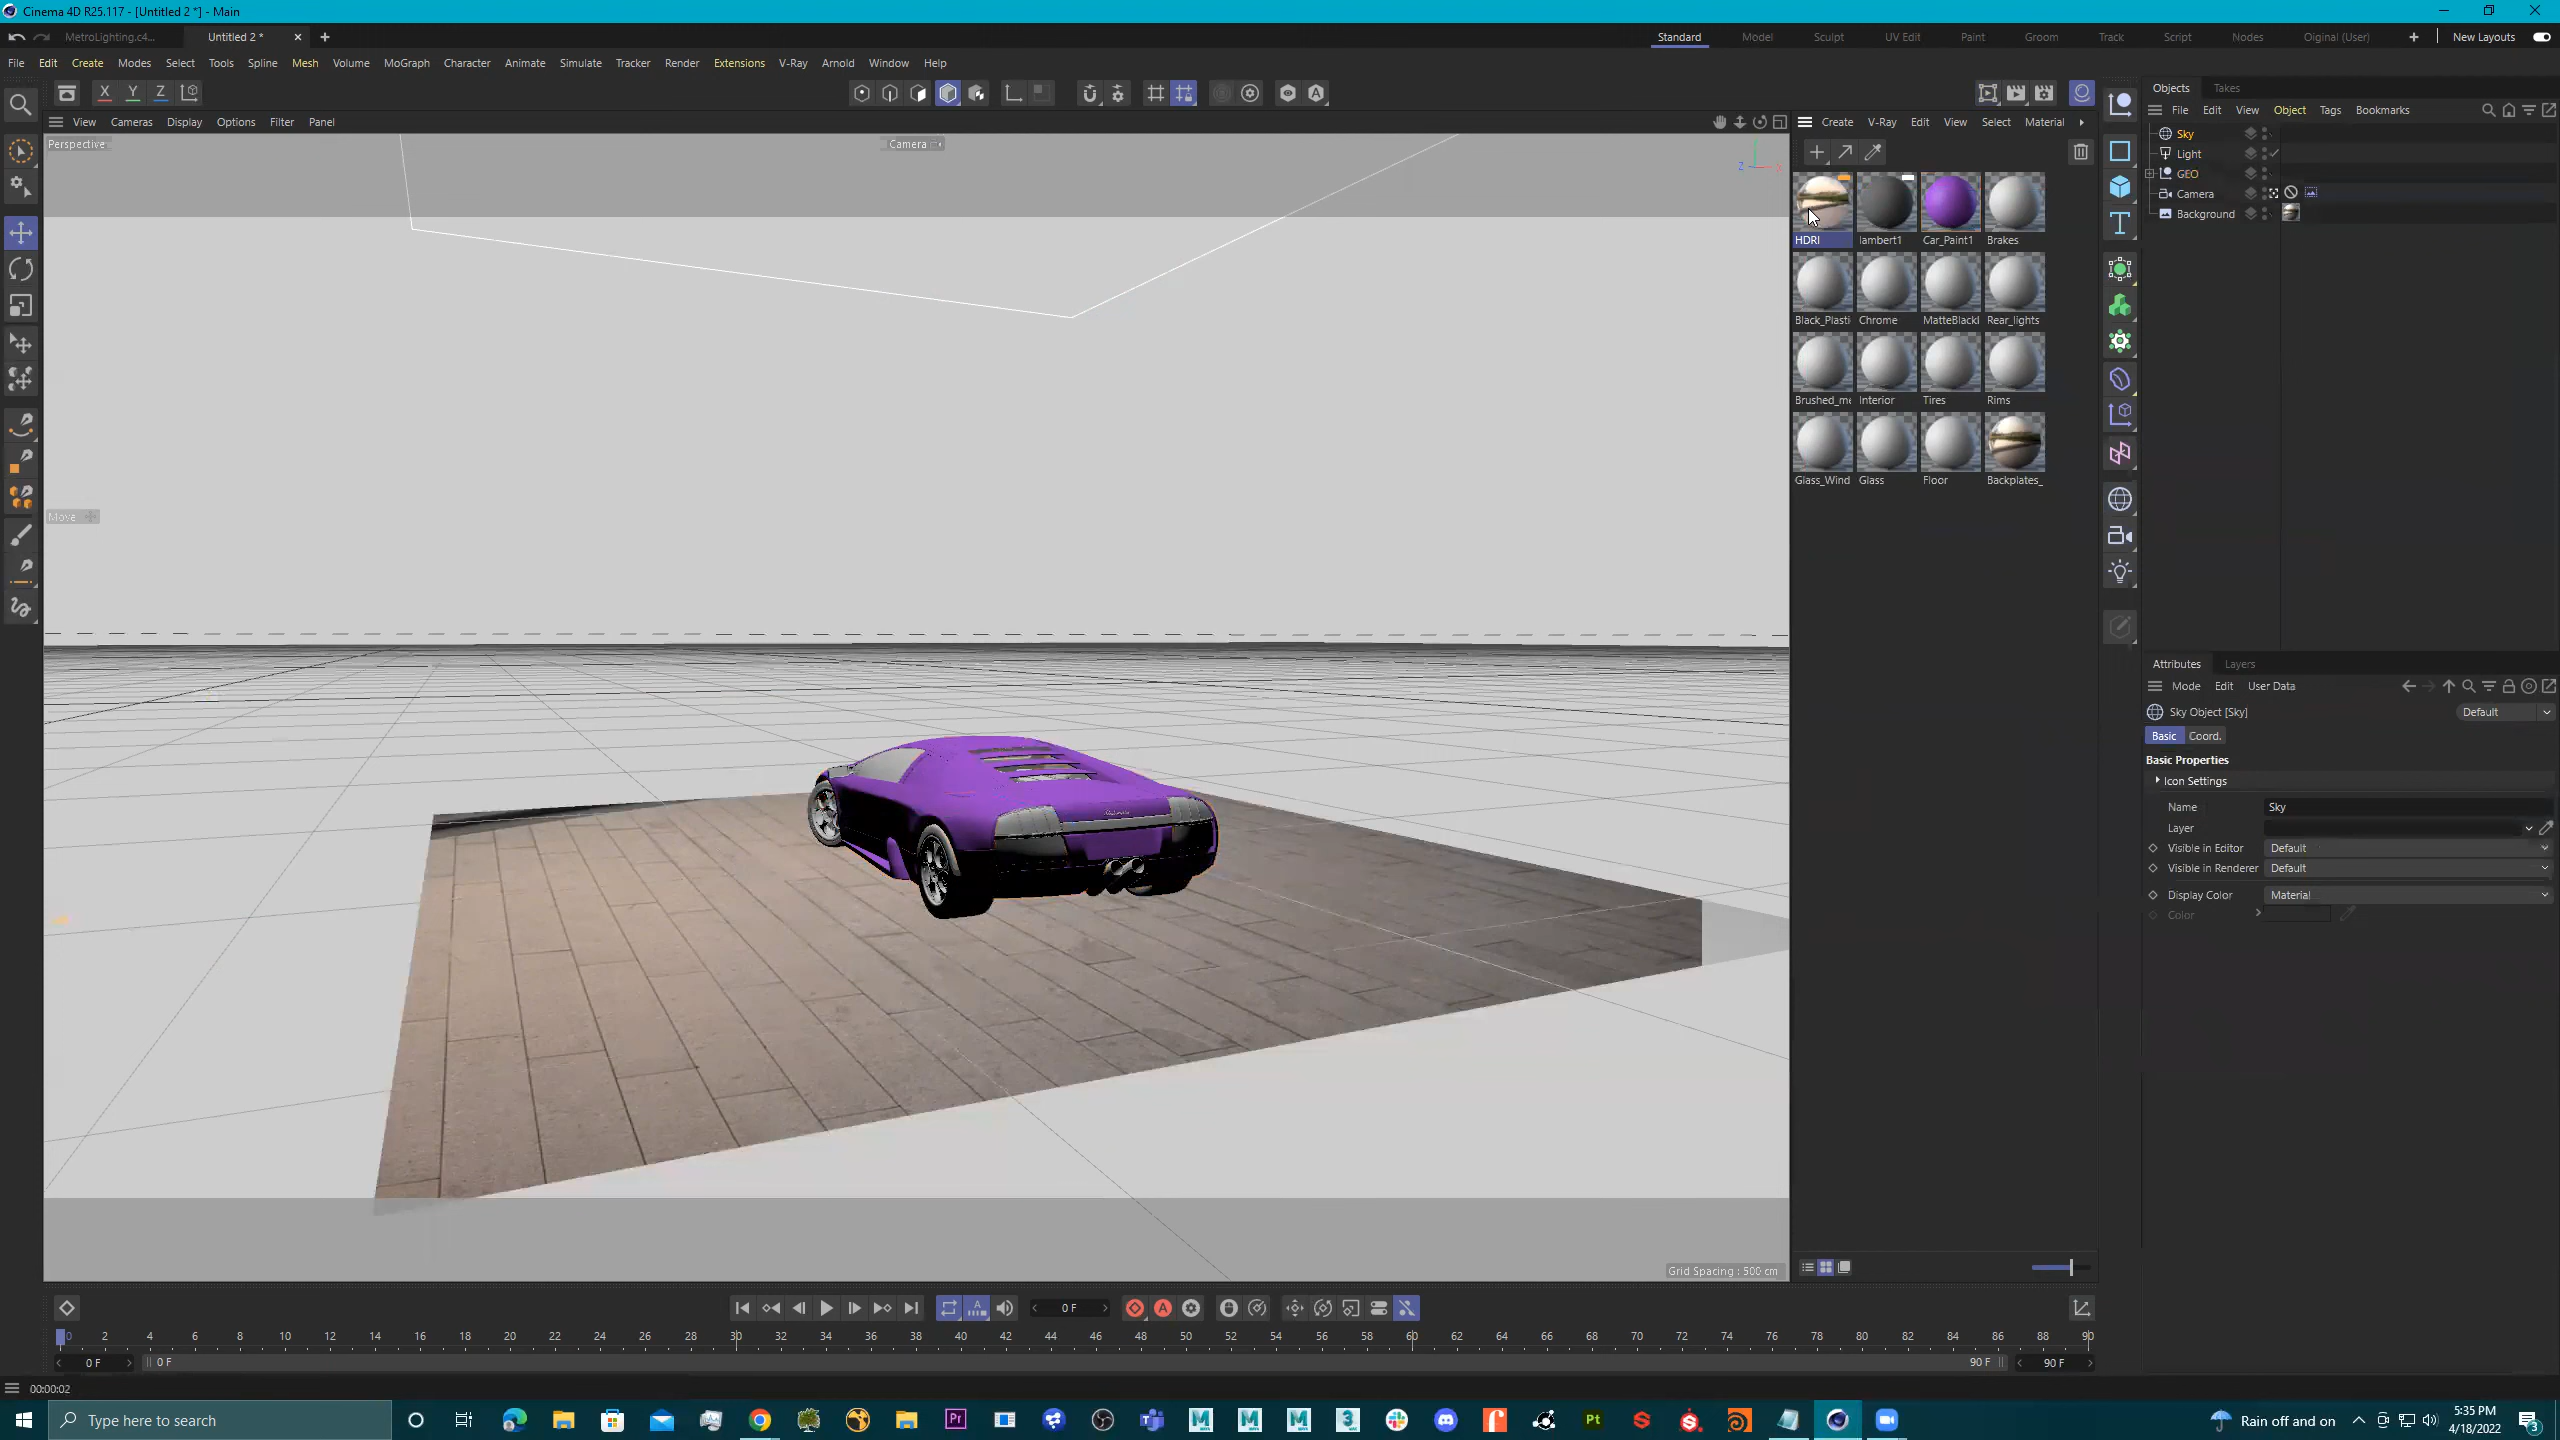 Cinema 4D R25.117 - [Untitled 2 *] - Main
MetroLighting.c4... Untitled 2 * Standard Model Sculpt UV Edit Paint Groom Track Script Nodes Oiginal (User) New Layouts
File Edit Create Modes Select Tools Spline Mesh Volume MoGraph Character Animate Simulate Tracker Render Extensions V-Ray Arnold Window Help
X Y Z
Objects Takes
File Edit View Object Tags Bookmarks
View Cameras Display Options Filter Panel
Create V-Ray Edit View Select Material
Perspective
Camera
Z
Sky
Light
GEO
Camera
Background
HDRI lambert1 Car_Paint1 Brakes
Black_Plasti Chrome MatteBlackI Rear_lights
Brushed_me Interior Tires Rims
Glass_Wind Glass Floor Backplates_
Move
Attributes Layers
Mode Edit User Data
Sky Object [Sky] Default
Basic Coord.
Basic Properties
Icon Settings
Name Sky
Layer
Visible in Editor Default
Visible in Renderer Default
Display Color Material
Color
Grid Spacing : 500 cm
0 F
0 2 4 6 8 10 12 14 16 18 20 22 24 26 28 30 32 34 36 38 40 42 44 46 48 50 52 54 56 58 60 62 64 66 68 70 72 74 76 78 80 82 84 86 88 90
0 F 0 F 90 F 90 F
00:00:02
Type here to search
Rain off and on
5:35 PM
4/18/2022
3